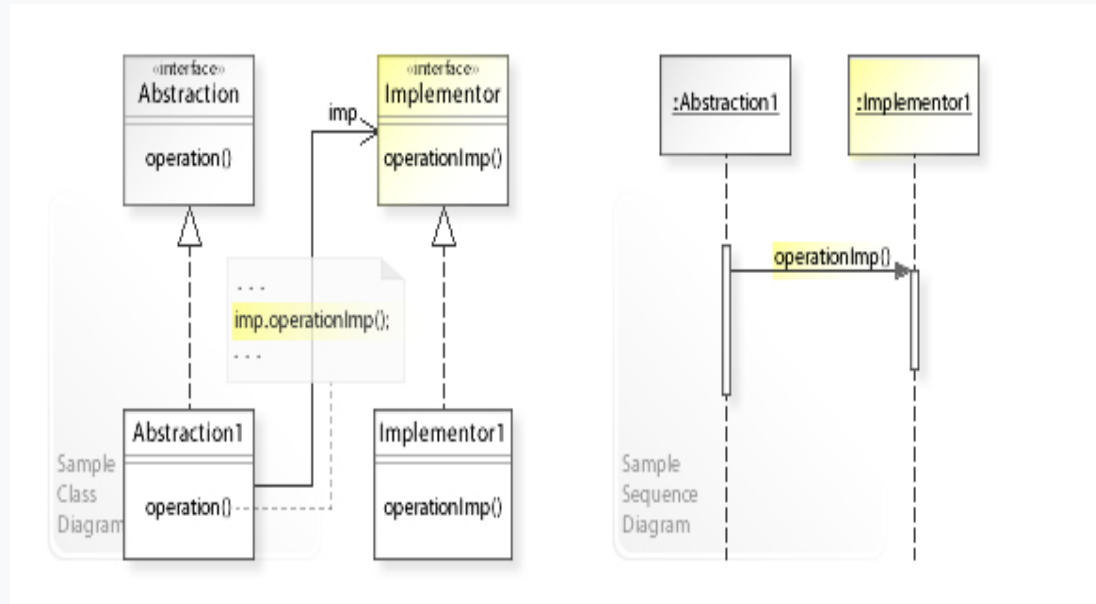 «interface»
Abstraction
operation()
«interface»
Implementor
operationImp()
imp
. . .
imp.operationImp();
. . .
Abstraction1
operation()
Implementor1
operationImp()
Sample
Class
Diagram
:Abstraction1
:Implementor1
operationImp()
Sample
Sequence
Diagram